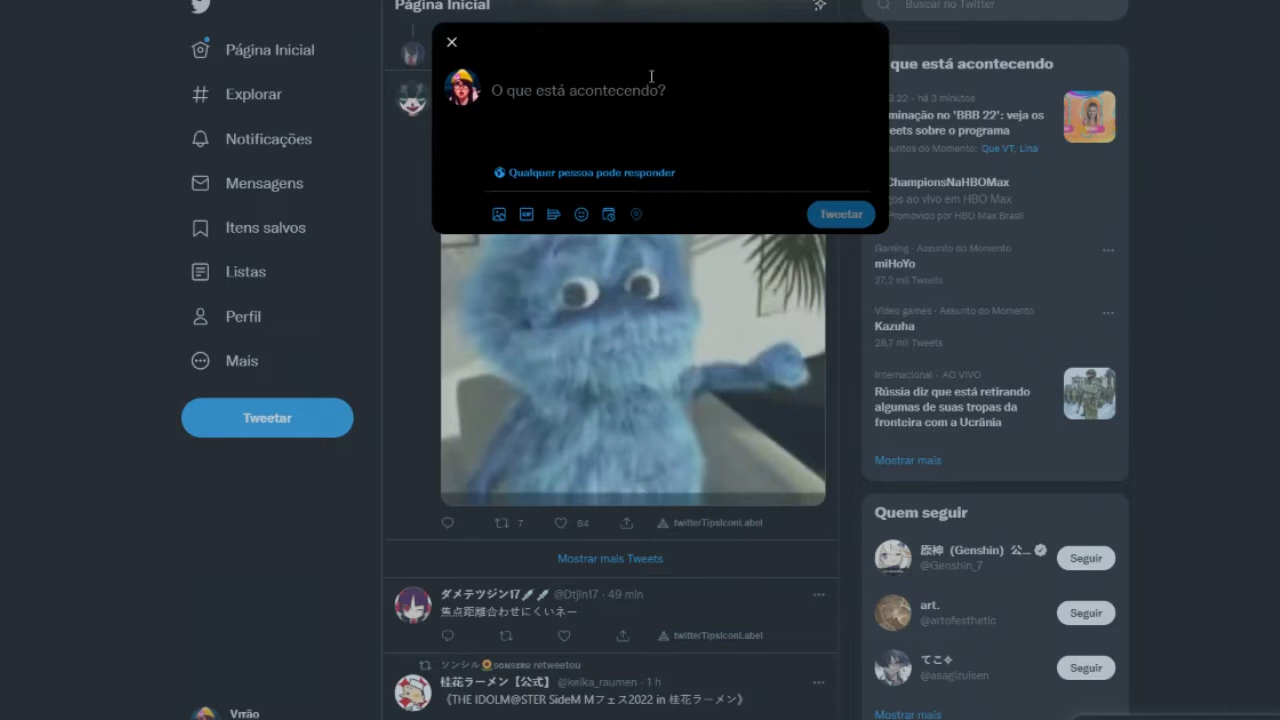 Página Inicial
Explorar
Notificações
Mensagens
Itens salvos
Listas
Perfil
Mais
Tweetar
Vrrão
Página Inicial
O que está acontecendo?
Qualquer pessoa pode responder
GIF
Tweetar
7
84
twitterTipsIconLabel
Mostrar mais Tweets
ダメテツジン17 @Dtjin17 · 49 min
焦点距離合わせにくいネー
twitterTipsIconLabel
ソンシル SONSIRU retweetou
桂花ラーメン【公式】 @keika_raumen · 1 h
《THE IDOLM@STER SideM Mフェス2022 in 桂花ラーメン》
Buscar no Twitter
que está acontecendo
22 · há 3 minutos
minação no 'BBB 22': veja os
eets sobre o programa
untos do Momento: Que VT, Lina
ChampionsNaHBOMax
gos ao vivo em HBO Max
Promovido por HBO Max Brasil
Gaming · Assunto do Momento
miHoYo
27,2 mil Tweets
Video games · Assunto do Momento
Kazuha
28,7 mil Tweets
Internacional · AO VIVO
Rússia diz que está retirando
algumas de suas tropas da
fronteira com a Ucrânia
Mostrar mais
Quem seguir
原神（Genshin）公...
@Genshin_7
Seguir
art.
@artofesthetic
Seguir
てこ✧
@asagizuisen
Seguir
Mostrar mais